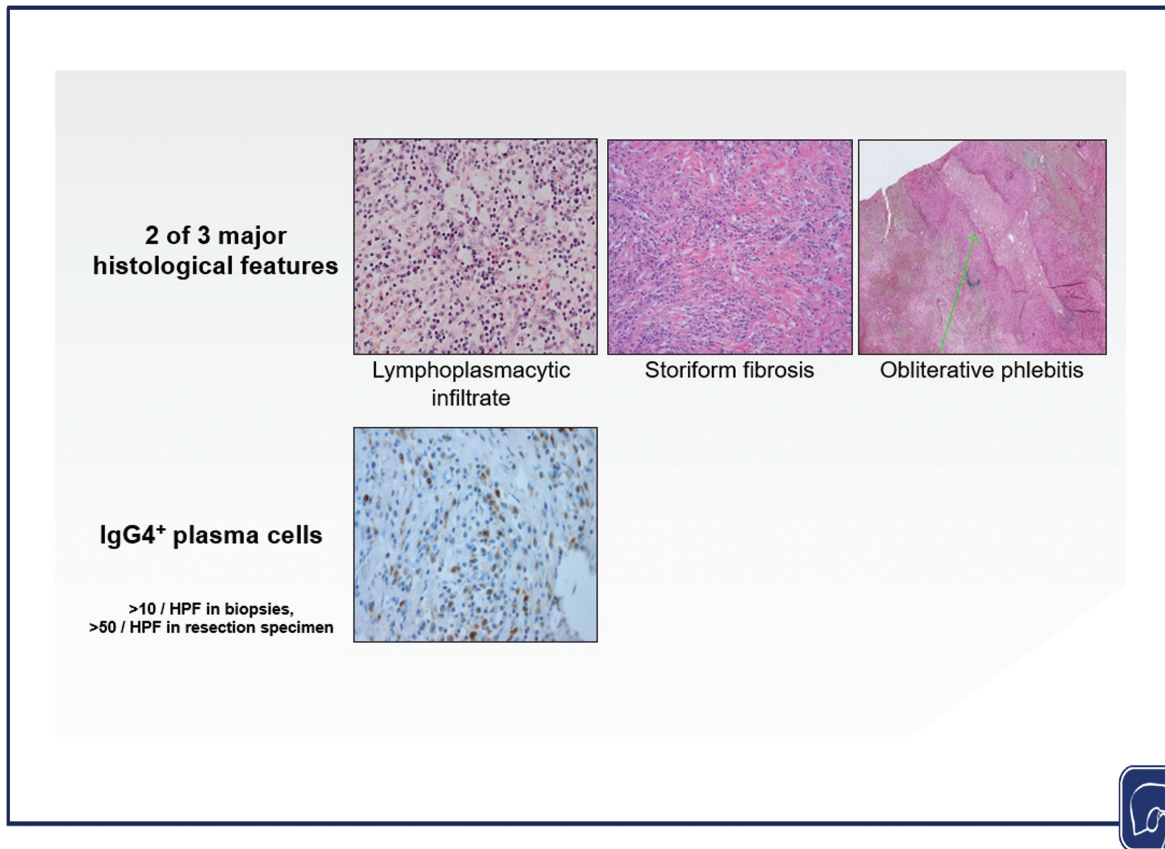 2 of 3 major
histological features
Lymphoplasmacytic
infiltrate
Storiform fibrosis
Obliterative phlebitis
IgG4⁺ plasma cells
>10 / HPF in biopsies,
>50 / HPF in resection specimen